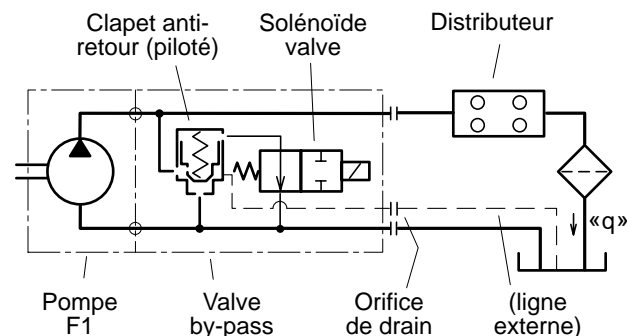 Clapet anti-
retour (piloté)
Solénoïde
valve
Distributeur
«q»
Pompe
F1
Valve
by-pass
Orifice
de drain
(ligne
externe)